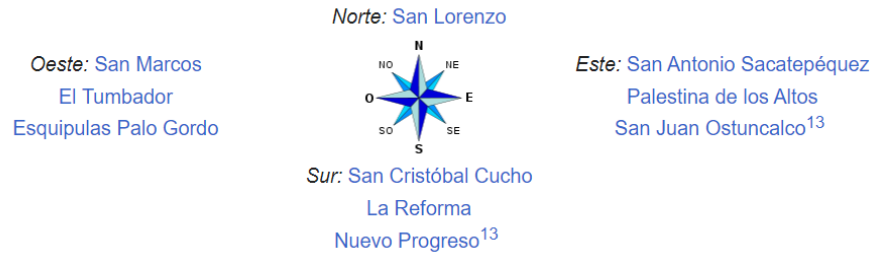 Norte: San Lorenzo
Oeste: San Marcos
El Tumbador
Esquipulas Palo Gordo
N
NO
NE
O
E
SO
SE
S
Este: San Antonio Sacatepéquez
Palestina de los Altos
San Juan Ostuncalco13
Sur: San Cristóbal Cucho
La Reforma
Nuevo Progreso13